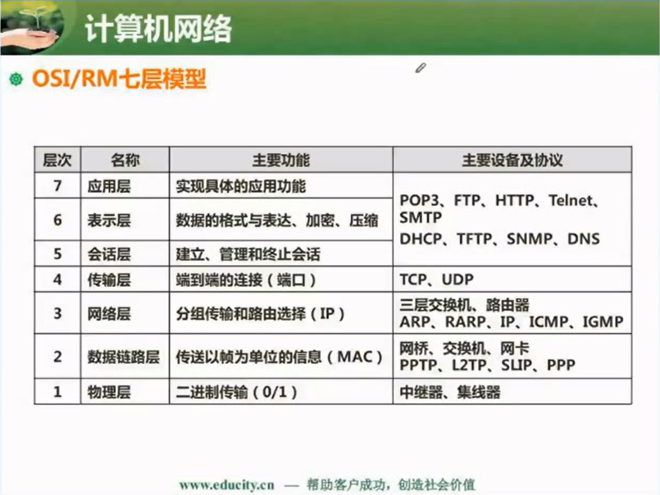 计算机网络
OSI/RM七层模型
层次 名称 主要功能 主要设备及协议
7 应用层 实现具体的应用功能
POP3、FTP、HTTP、Telnet、
SMTP
DHCP、TFTP、SNMP、DNS
6 表示层 数据的格式与表达、加密、压缩
5 会话层 建立、管理和终止会话
4 传输层 端到端的连接（端口） TCP、UDP
3 网络层 分组传输和路由选择（IP）
三层交换机、路由器
ARP、RARP、IP、ICMP、IGMP
2 数据链路层 传送以帧为单位的信息（MAC）
网桥、交换机、网卡
PPTP、L2TP、SLIP、PPP
1 物理层 二进制传输（0/1） 中继器、集线器
www.educity.cn — 帮助客户成功，创造社会价值